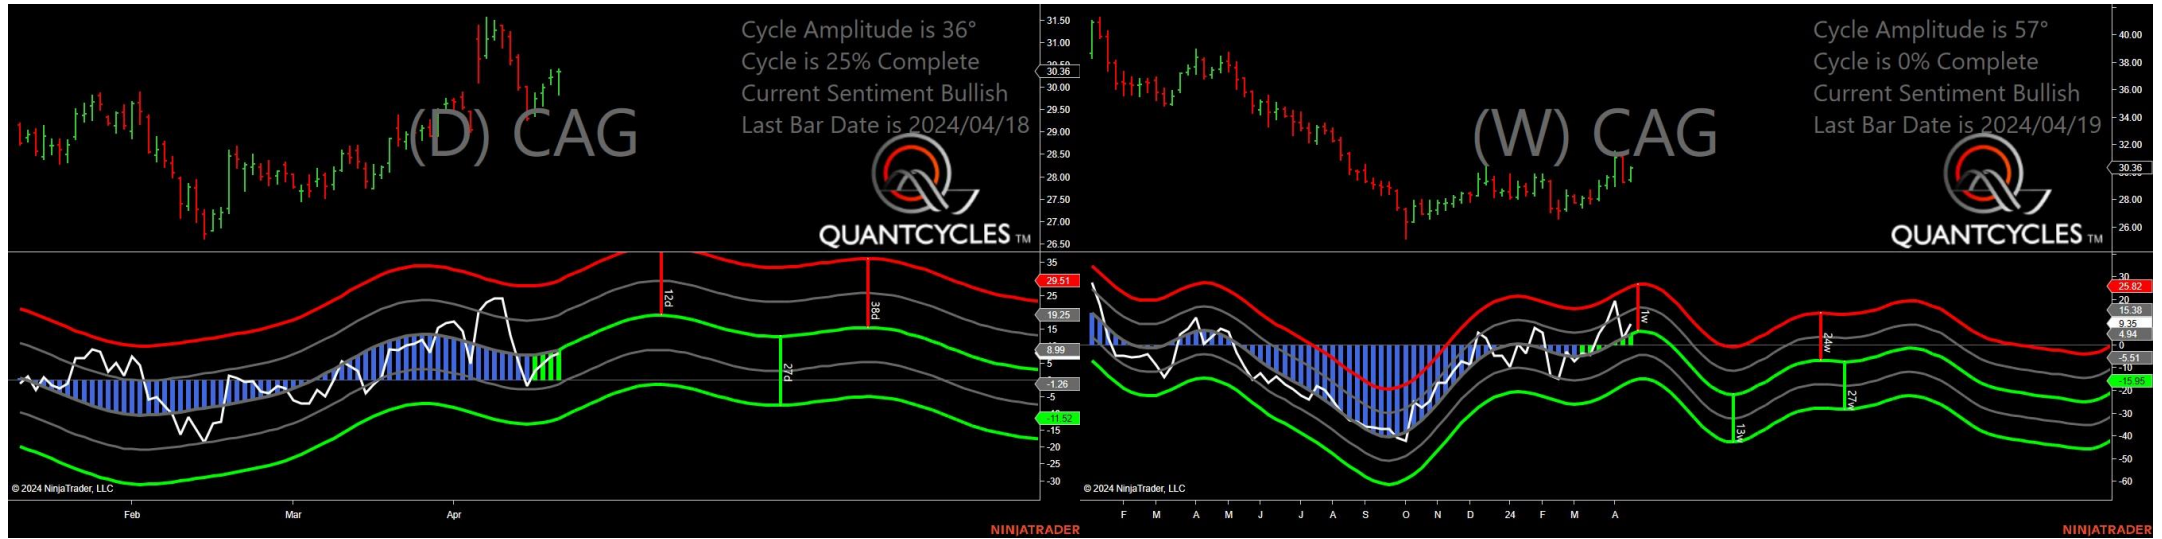 Cycle Amplitude is 36°
Cycle is 25% Complete
Current Sentiment Bullish
Last Bar Date is 2024/04/18
(D) CAG
QUANTCYCLES TM
31.50
31.00
30.36
30.00
29.50
29.00
28.50
28.00
27.50
27.00
26.50
35
29.51
25
19.25
15
8.99
5
-1.26
-5
-11.52
-15
-20
-25
-30
12d
27d
38d
© 2024 NinjaTrader, LLC
Feb Mar Apr
NINJATRADER
Cycle Amplitude is 57°
Cycle is 0% Complete
Current Sentiment Bullish
Last Bar Date is 2024/04/19
(W) CAG
QUANTCYCLES TM
40.00
38.00
36.00
34.00
32.00
30.36
28.00
26.00
30
25.82
20
15.38
9.35
4.94
0
-5.51
-10
-15.95
-20
-30
-40
-50
-60
1w
13w
24w
27w
© 2024 NinjaTrader, LLC
F M A M J J A S O N D 24 F M A
NINJATRADER